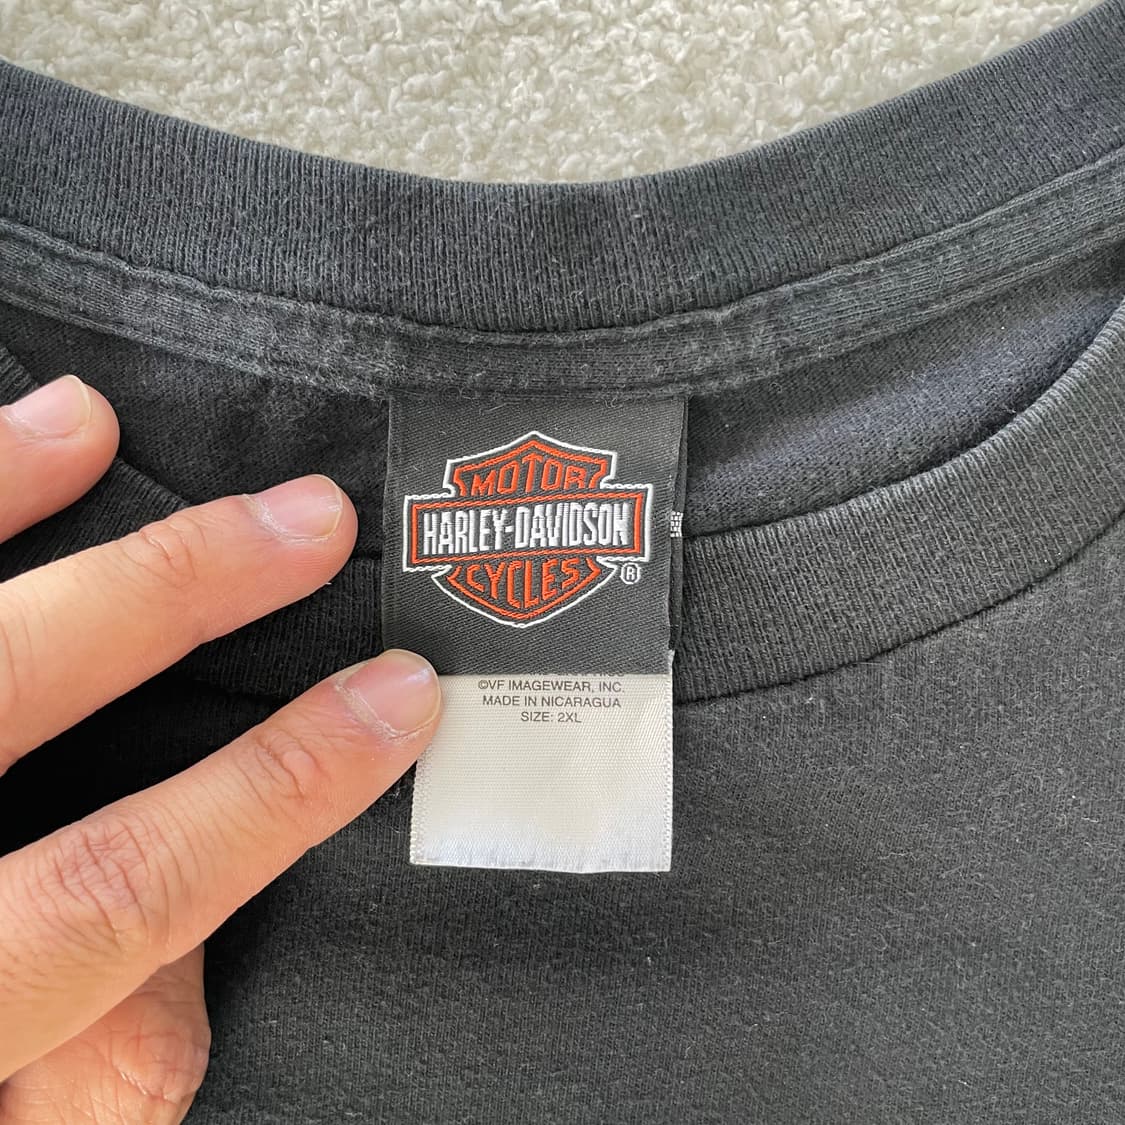 MOTOR
HARLEY-DAVIDSON
CYCLES
®
©VF IMAGEWEAR, INC.
MADE IN NICARAGUA
SIZE: 2XL